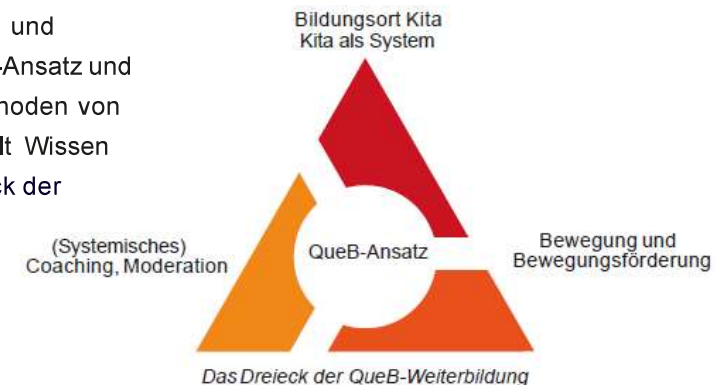 und
-Ansatz und
hoden von
lt Wissen
ck der
Bildungsort Kita
Kita als System
(Systemisches)
Coaching, Moderation
QueB-Ansatz
Bewegung und
Bewegungsförderung
Das Dreieck der QueB-Weiterbildung